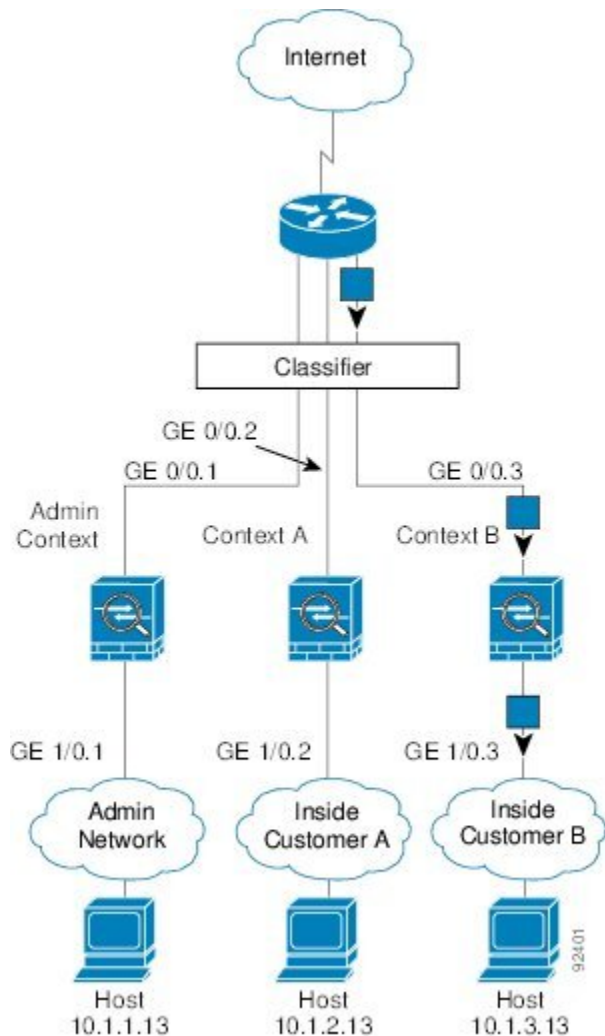 Internet
Classifier
GE 0/0.2
GE 0/0.1
GE 0/0.3
Admin
Context
Context A
Context B
GE 1/0.1
GE 1/0.2
GE 1/0.3
Admin
Network
Inside
Customer A
Inside
Customer B
92401
Host
10.1.1.13
Host
10.1.2.13
Host
10.1.3.13